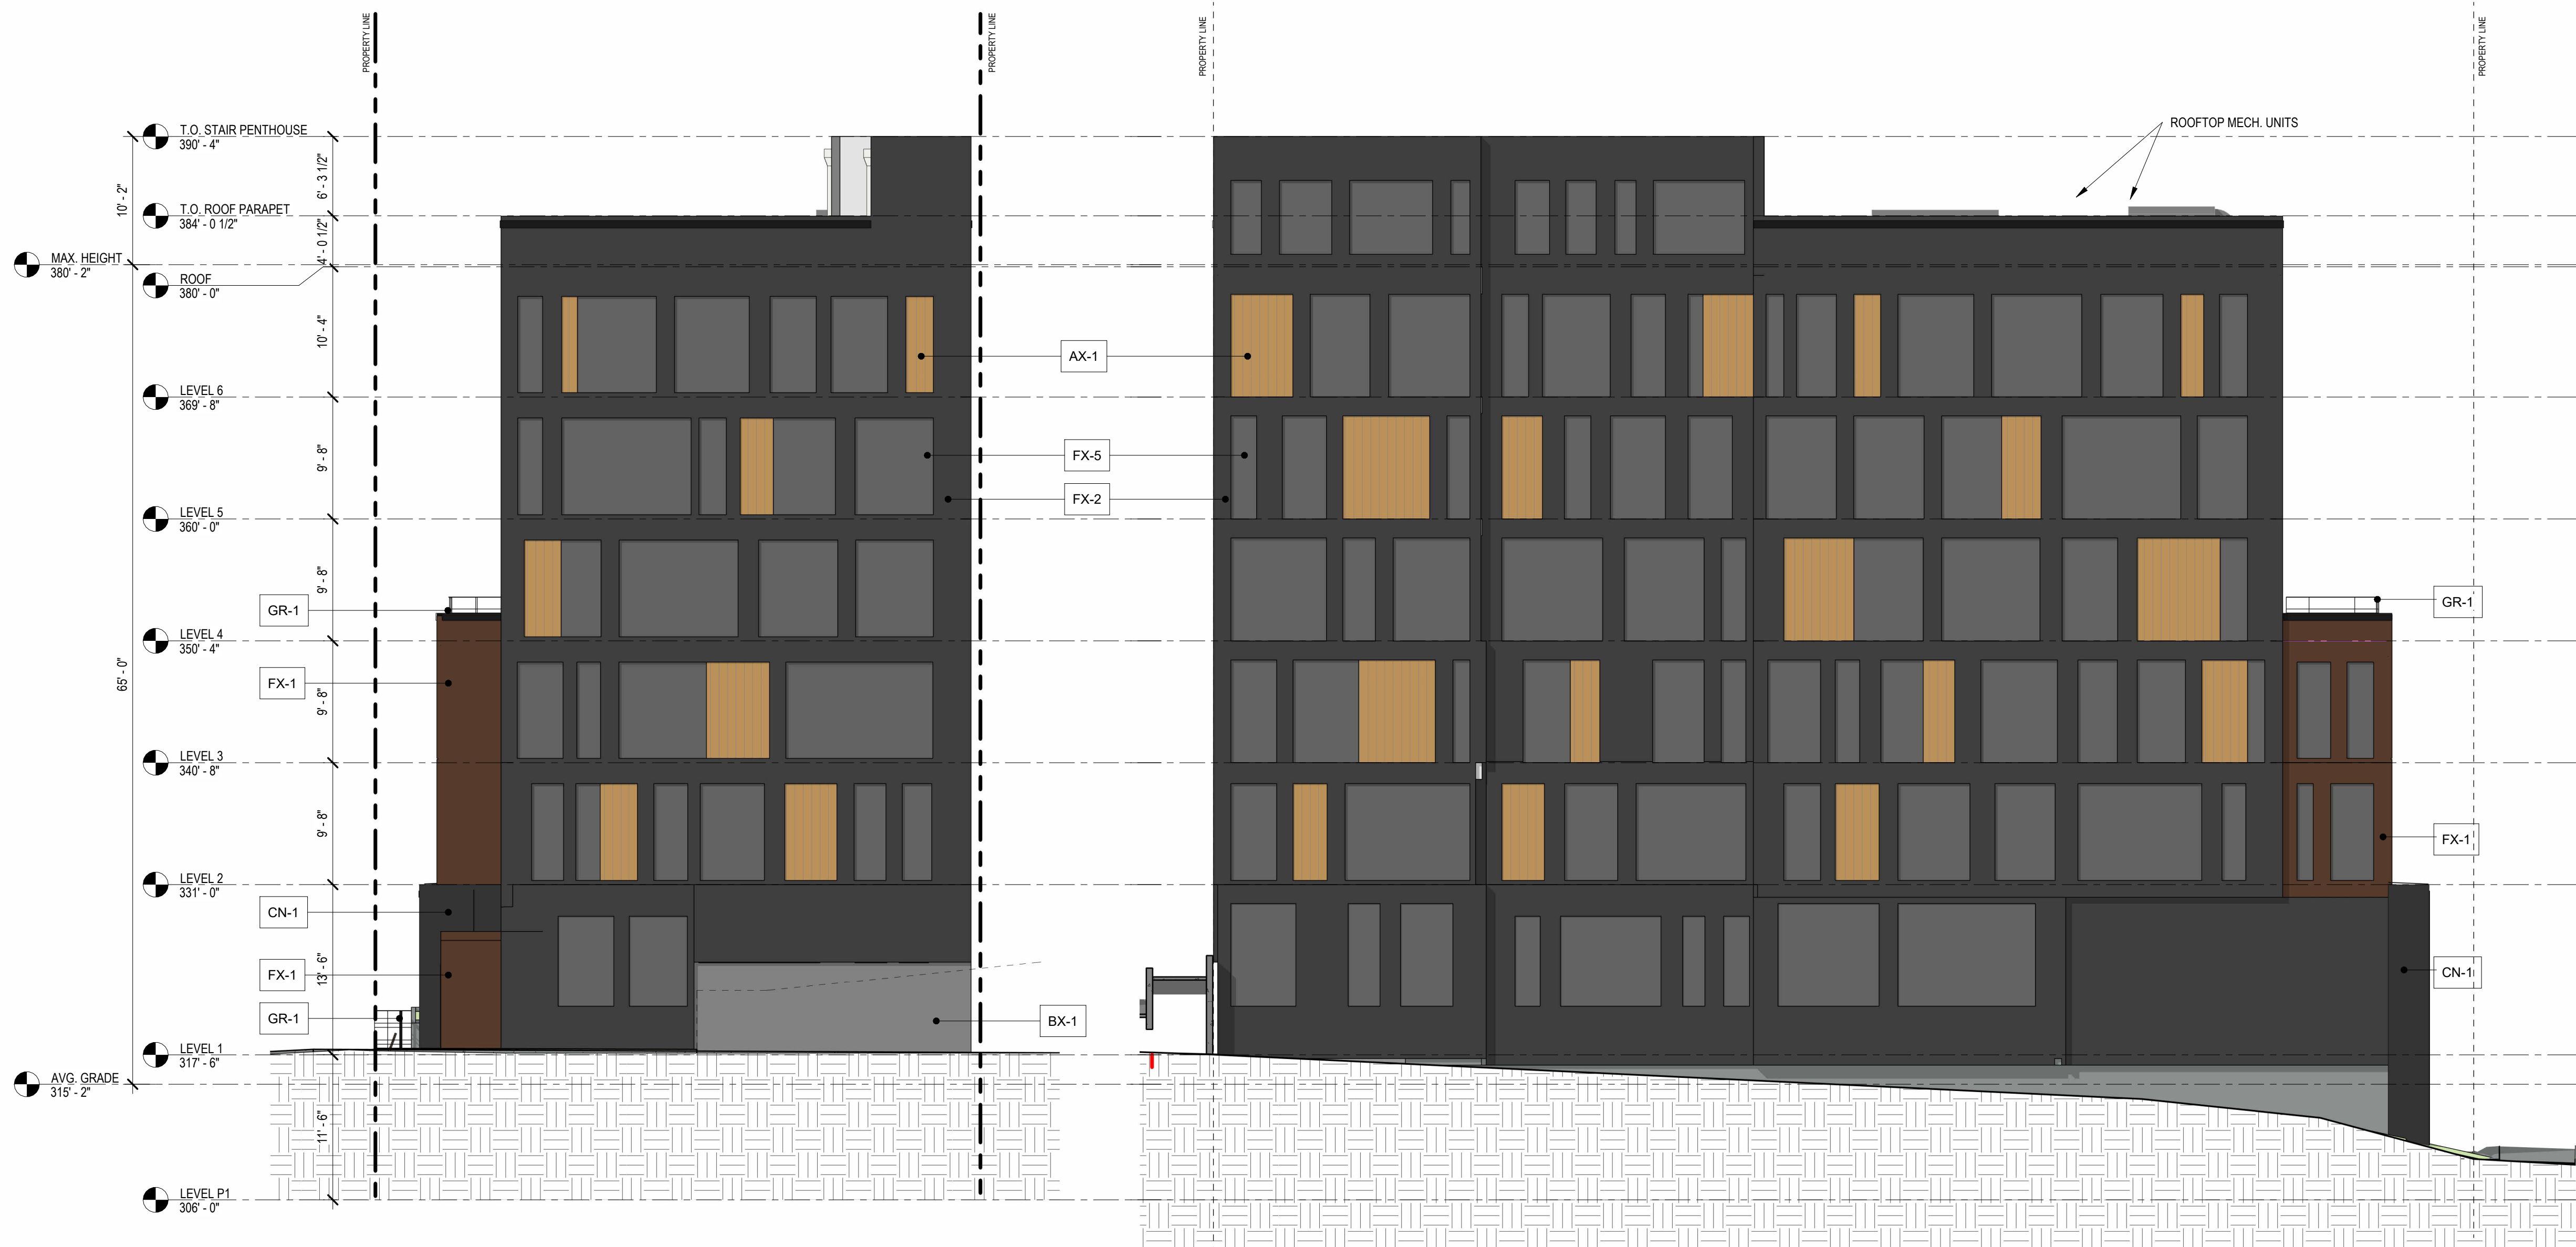 PROPERTY LINE
PROPERTY LINE
PROPERTY LINE
PROPERTY LINE
T.O. STAIR PENTHOUSE
390' - 4"
ROOFTOP MECH. UNITS
6' - 3 1/2"
10' - 2"
T.O. ROOF PARAPET
384' - 0 1/2"
4' - 0 1/2"
MAX. HEIGHT
380' - 2"
ROOF
380' - 0"
10' - 4"
AX-1
LEVEL 6
369' - 8"
9' - 8"
FX-5
FX-2
LEVEL 5
360' - 0"
9' - 8"
GR-1
GR-1
LEVEL 4
350' - 4"
65' - 0"
FX-1
9' - 8"
LEVEL 3
340' - 8"
9' - 8"
FX-1
LEVEL 2
331' - 0"
CN-1
FX-1
13' - 6"
CN-1
GR-1
BX-1
LEVEL 1
317' - 6"
AVG. GRADE
315' - 2"
11' - 6"
LEVEL P1
306' - 0"